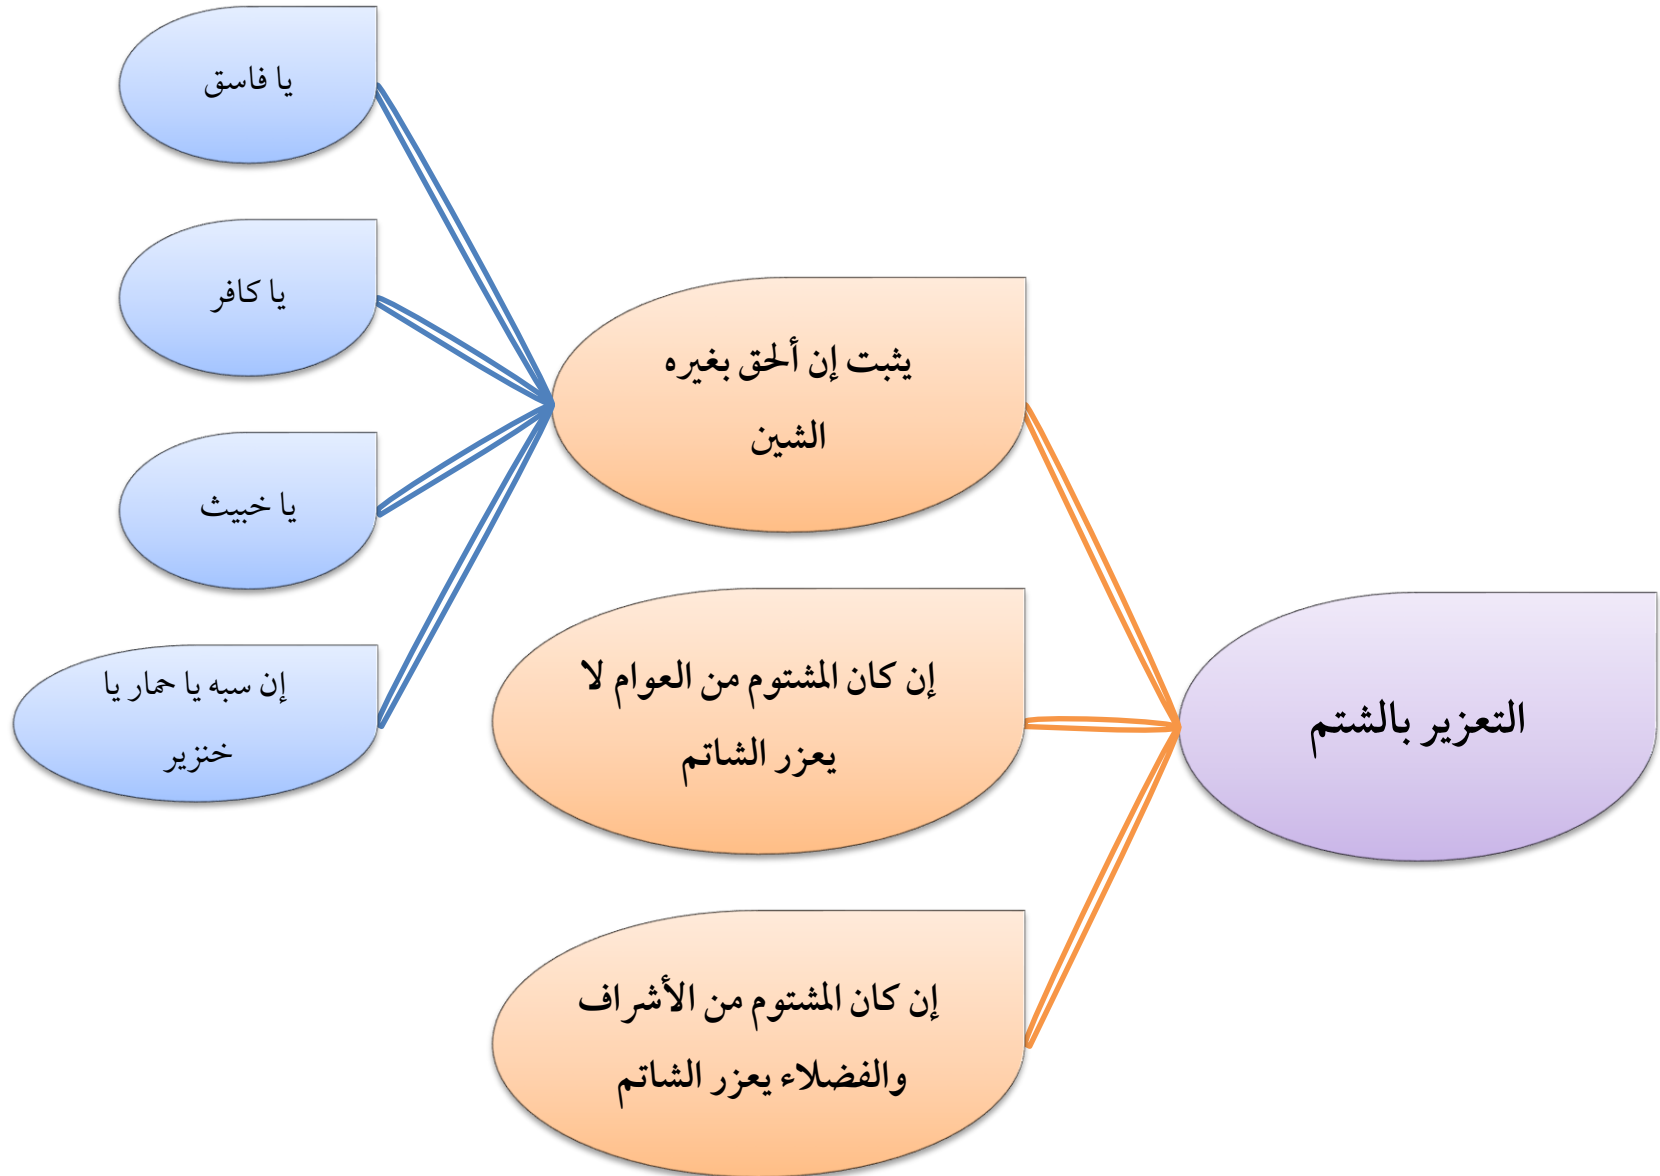 التعزير بالشتم
يثبت إن ألحق بغيره
الشين
يا فاسق
يا كافر
يا خبيث
إن سبه يا حمار يا
خنزير
إن كان المشتوم من العوام لا
يعزر الشاتم
إن كان المشتوم من الأشراف
والفضلاء يعزر الشاتم